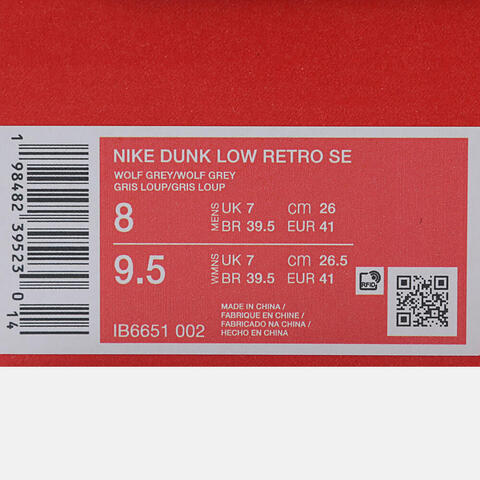 NIKE DUNK LOW RETRO SE
WOLF GREY/WOLF GREY
GRIS LOUP/GRIS LOUP
8 MENS UK 7 cm 26
BR 39.5 EUR 41
9.5 WMNS UK 7 cm 26.5
BR 39.5 EUR 41
RFID
MADE IN CHINA /
FABRIQUE EN CHINE /
FABRICADO NA CHINA /
HECHO EN CHINA
IB6651 002
1 98482 39523 0 14